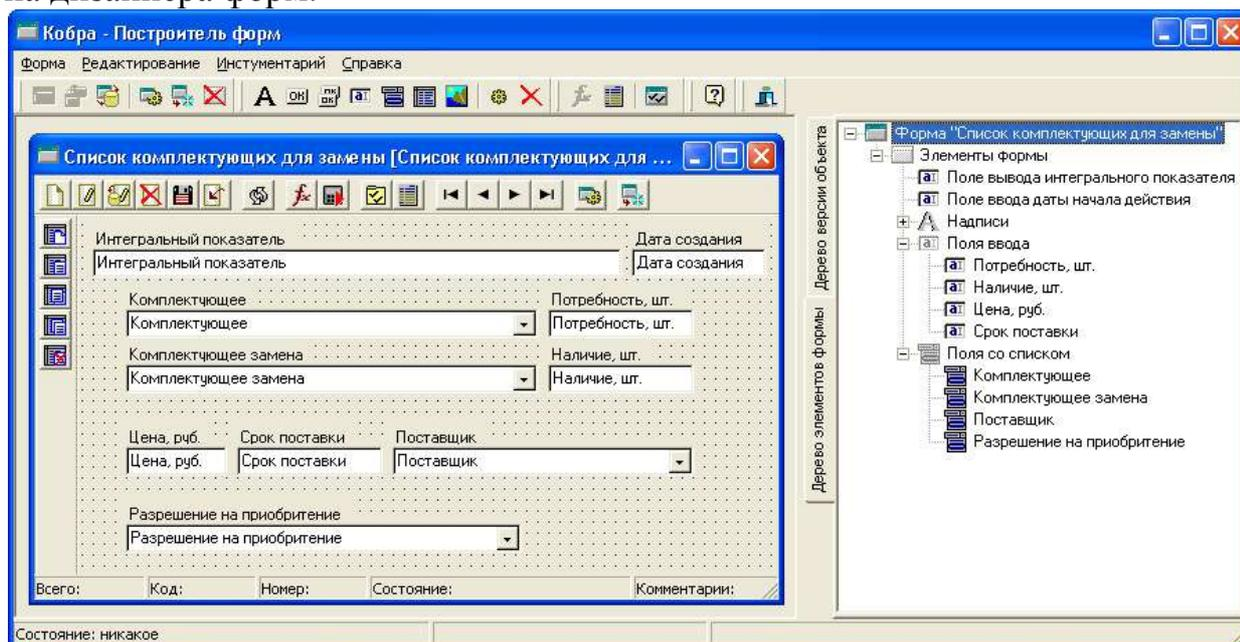 на дизайнера форм.
Кобра - Построитель форм
Форма Редактирование Инстументарий Справка
Список комплектующих для замены [Список комплектующих для ...
Интегральный показатель Дата создания
Интегральный показатель Дата создания
Комплектующее Потребность, шт.
Комплектующее Потребность, шт.
Комплектующее замена Наличие, шт.
Комплектующее замена Наличие, шт.
Цена, руб. Срок поставки Поставщик
Цена, руб. Срок поставки Поставщик
Разрешение на приобритение
Разрешение на приобритение
Всего: Код: Номер: Состояние: Комментарии:
Состояние: никакое
Дерево версии объекта
Дерево элементов формы
Форма "Список комплектующих для замены"
Элементы формы
Поле вывода интегрального показателя
Поле ввода даты начала действия
Надписи
Поля ввода
Потребность, шт.
Наличие, шт.
Цена, руб.
Срок поставки
Поля со списком
Комплектующее
Комплектующее замена
Поставщик
Разрешение на приобритение